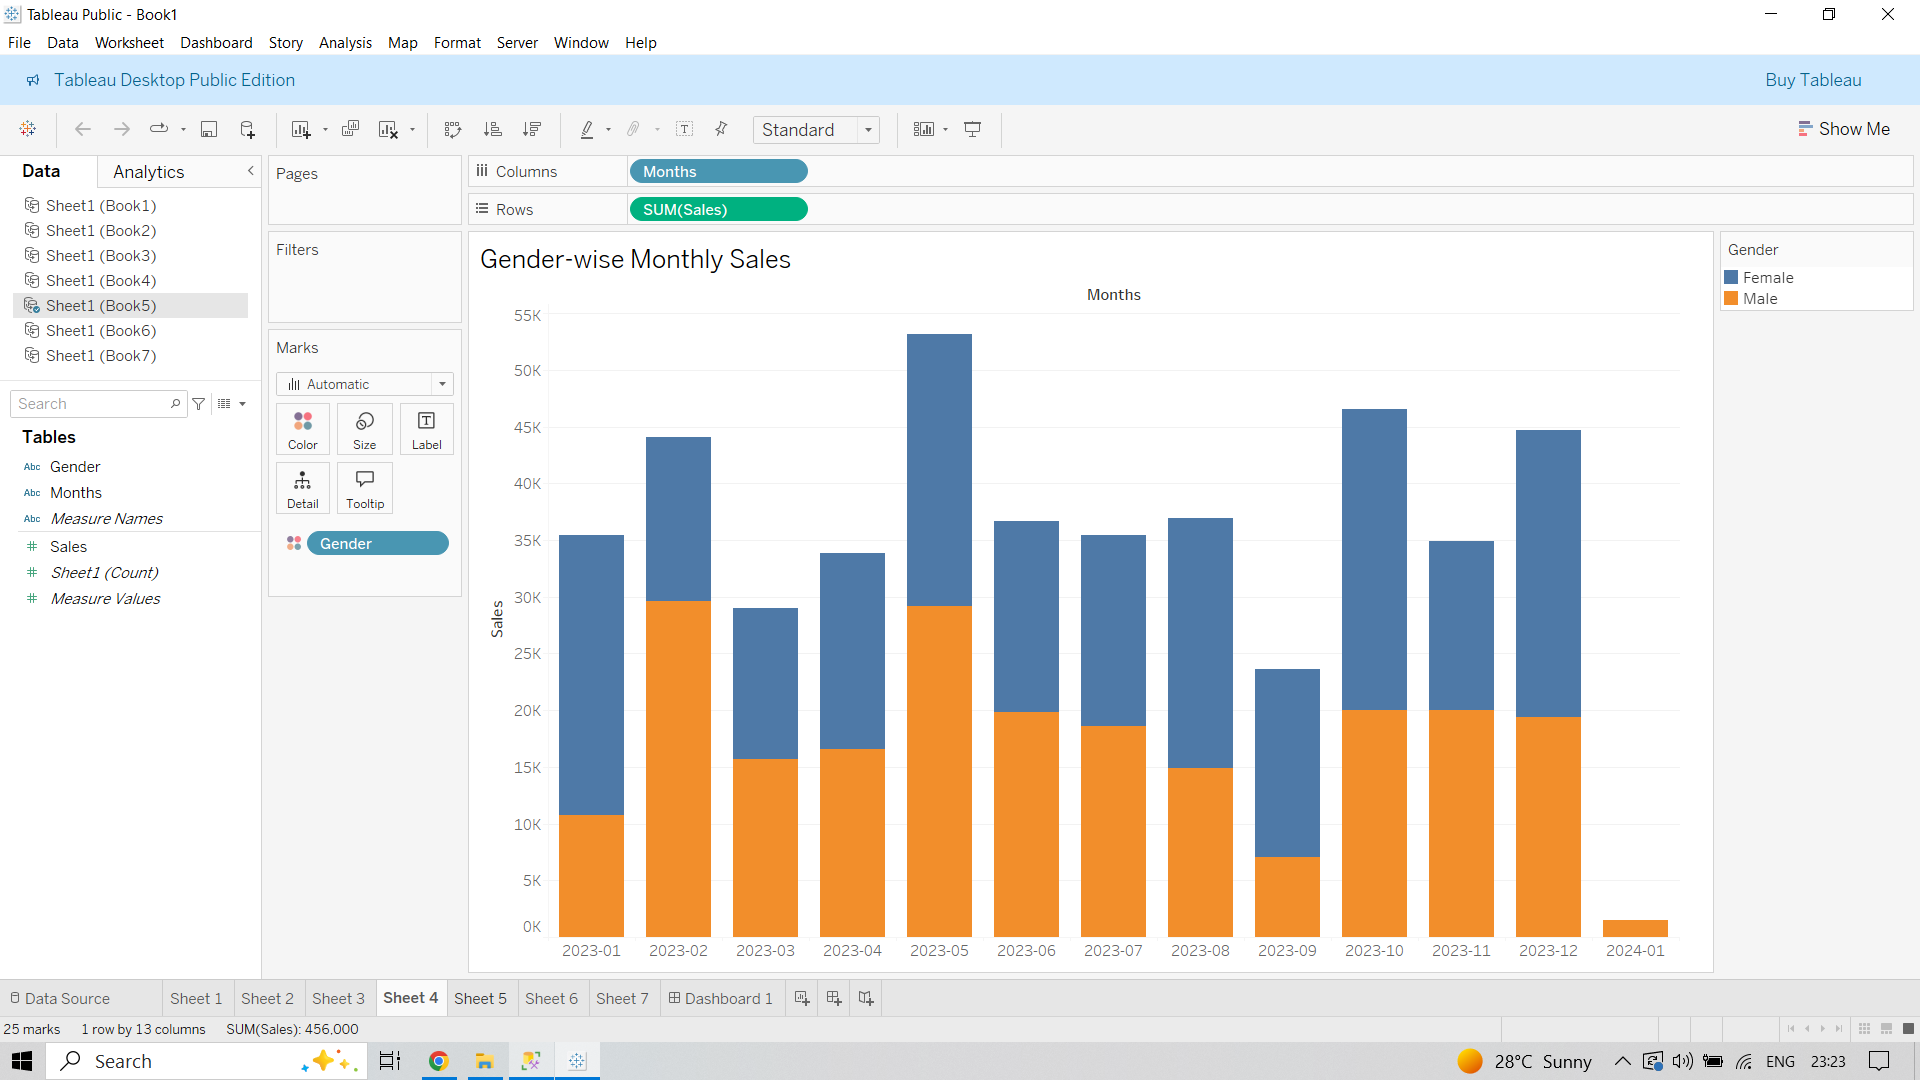 Tableau Public - Book1
File Data Worksheet Dashboard Story Analysis Map Format Server Window Help
Tableau Desktop Public Edition
Buy Tableau
Standard
Show Me
Data
Analytics
Sheet1 (Book1)
Sheet1 (Book2)
Sheet1 (Book3)
Sheet1 (Book4)
Sheet1 (Book5)
Sheet1 (Book6)
Sheet1 (Book7)
Search
Tables
Abc Gender
Abc Months
Abc Measure Names
# Sales
# Sheet1 (Count)
# Measure Values
Pages
Filters
Marks
Automatic
Color Size Label
Detail Tooltip
Gender
Columns Months
Rows SUM(Sales)
Gender-wise Monthly Sales
Months
55K
50K
45K
40K
35K
30K
25K
20K
15K
10K
5K
0K
Sales
2023-01 2023-02 2023-03 2023-04 2023-05 2023-06 2023-07 2023-08 2023-09 2023-10 2023-11 2023-12 2024-01
Gender
Female
Male
Data Source Sheet 1 Sheet 2 Sheet 3 Sheet 4 Sheet 5 Sheet 6 Sheet 7 Dashboard 1
25 marks 1 row by 13 columns SUM(Sales): 456,000
Search
28°C Sunny ENG 23:23